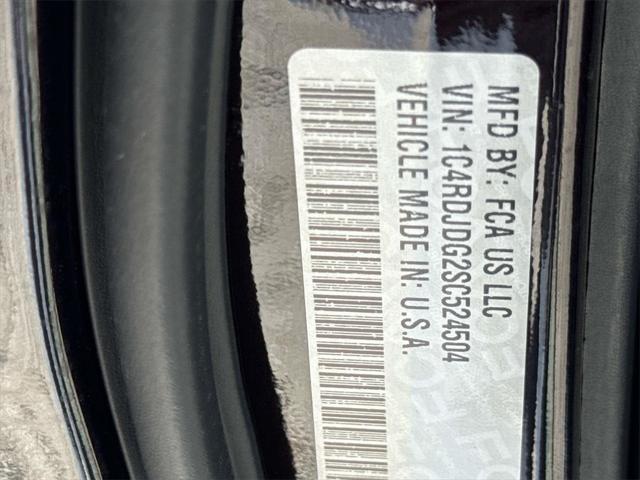 MFD BY: FCA US LLC
VIN: 1C4RDJDG2SC524504
VEHICLE MADE IN: U.S.A.